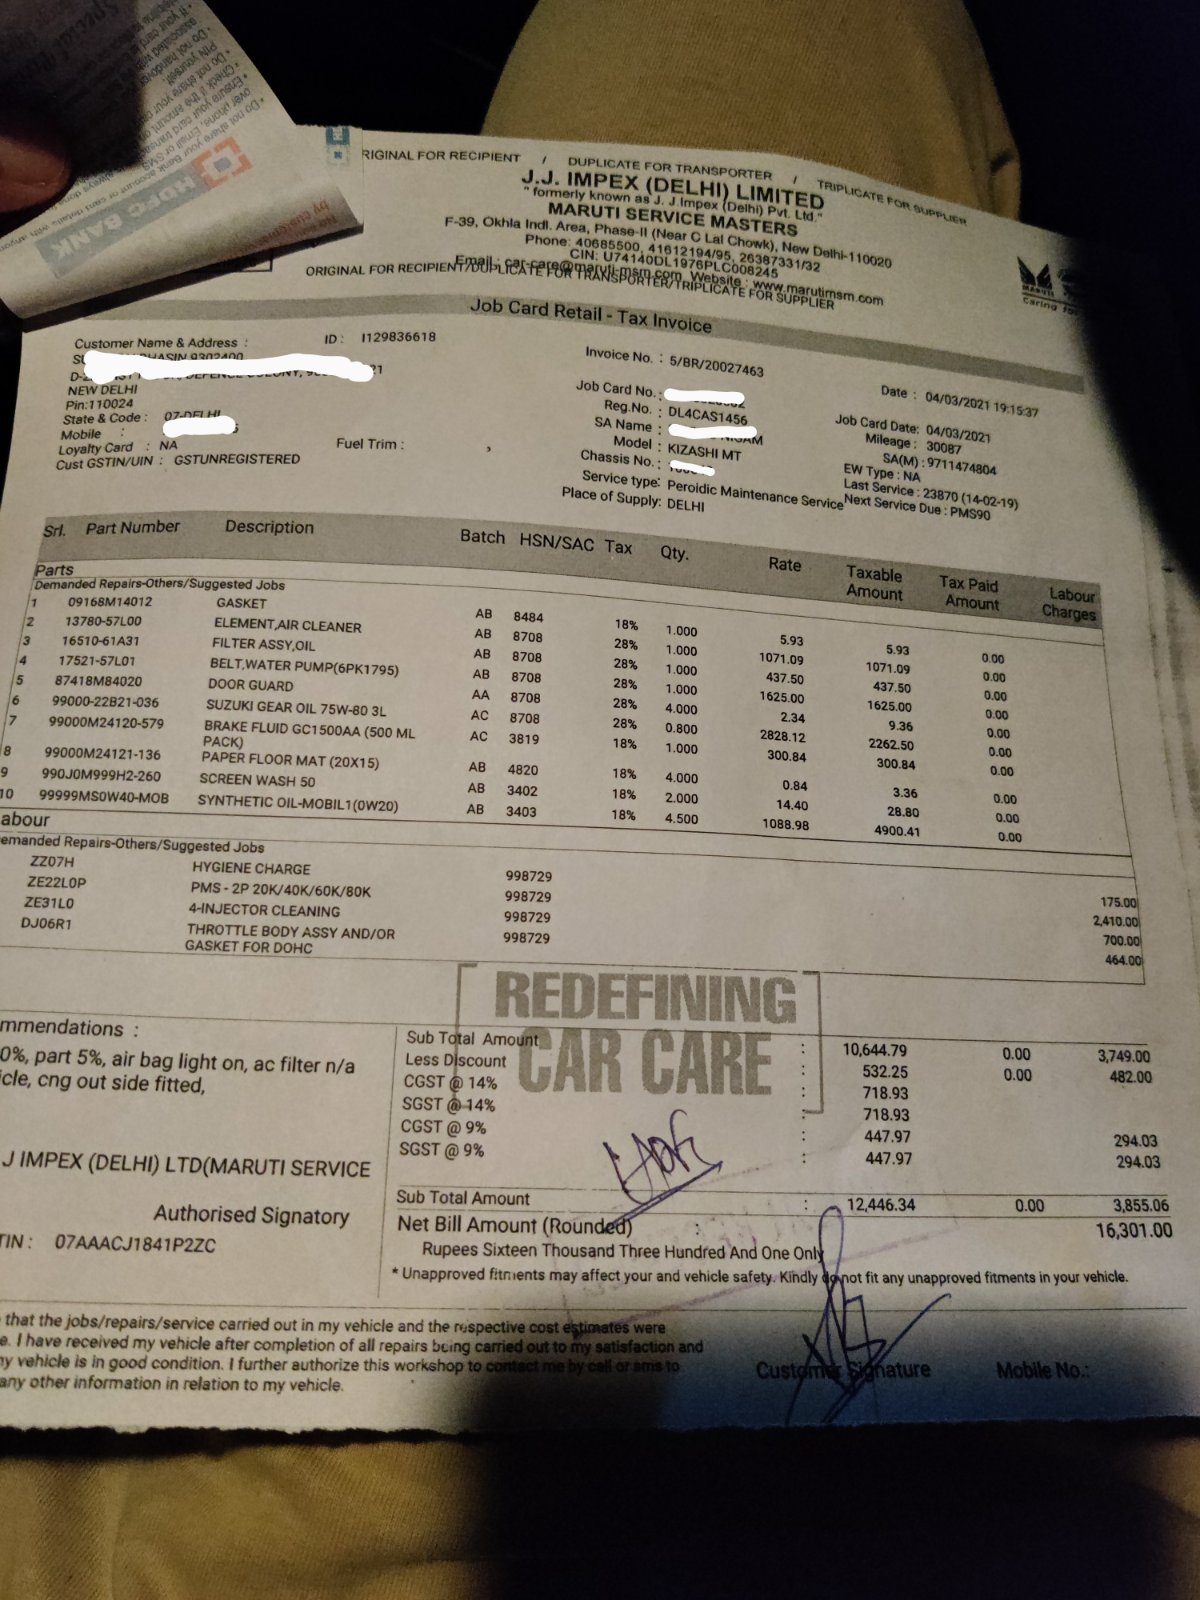 HDFC BANK
RIGINAL FOR RECIPIENT / DUPLICATE FOR TRANSPORTER / TRIPLICATE FOR SUPPLIER
J.J. IMPEX (DELHI) LIMITED
"formerly known as J. J.Impex (Delhi) Pvt. Ltd."
MARUTI SERVICE MASTERS
F-39, Okhla Indl. Area, Phase-II (Near C Lal Chowk), New Delhi-110020
Phone: 40685500, 41612194/95, 26387331/32
CIN: U74140DL1976PLC008245
Email : car-care@maruti-msm.com, Website : www.marutimsm.com
ORIGINAL FOR RECIPIENT/DUPLICATE FOR TRANSPORTER/TRIPLICATE FOR SUPPLIER
Job Card Retail - Tax Invoice
Customer Name & Address : ID : I129836618
NEW DELHI
Pin:110024
State & Code : 07-DELHI
Mobile :
Loyalty Card : NA Fuel Trim :
Cust GSTIN/UIN : GSTUNREGISTERED
Invoice No. : 5/BR/20027463 Date : 04/03/2021 19:15:37
Job Card No.: Job Card Date: 04/03/2021
Reg.No. : DL4CAS1456 Mileage : 30087
SA Name : SA(M) : 9711474804
Model : KIZASHI MT EW Type : NA
Chassis No.: Last Service : 23870 (14-02-19)
Service type: Peroidic Maintenance Service Next Service Due : PMS90
Place of Supply: DELHI
Srl. Part Number Description Batch HSN/SAC Tax Qty. Rate Taxable Amount Tax Paid Amount Labour Charges
Parts
Demanded Repairs-Others/Suggested Jobs
1 09168M14012 GASKET AB 8484 18% 1.000 5.93 5.93 0.00
2 13780-57L00 ELEMENT,AIR CLEANER AB 8708 28% 1.000 1071.09 1071.09 0.00
3 16510-61A31 FILTER ASSY,OIL AB 8708 28% 1.000 437.50 437.50 0.00
4 17521-57L01 BELT,WATER PUMP(6PK1795) AB 8708 28% 1.000 1625.00 1625.00 0.00
5 87418M84020 DOOR GUARD AA 8708 28% 4.000 2.34 9.36 0.00
6 99000-22B21-036 SUZUKI GEAR OIL 75W-80 3L AC 8708 28% 0.800 2828.12 2262.50 0.00
7 99000M24120-579 BRAKE FLUID GC1500AA (500 ML PACK) AC 3819 18% 1.000 300.84 300.84 0.00
8 99000M24121-136 PAPER FLOOR MAT (20X15) AB 4820 18% 4.000 0.84 3.36 0.00
9 990J0M999H2-260 SCREEN WASH 50 AB 3402 18% 2.000 14.40 28.80 0.00
10 99999MS0W40-MOB SYNTHETIC OIL-MOBIL1(0W20) AB 3403 18% 4.500 1088.98 4900.41 0.00
abour
emanded Repairs-Others/Suggested Jobs
ZZ07H HYGIENE CHARGE 998729 175.00
ZE22L0P PMS - 2P 20K/40K/60K/80K 998729 2,410.00
ZE31L0 4-INJECTOR CLEANING 998729 700.00
DJ06R1 THROTTLE BODY ASSY AND/OR GASKET FOR DOHC 998729 464.00
REDEFINING
CAR CARE
mmendations :
0%, part 5%, air bag light on, ac filter n/a
icle, cng out side fitted,
Sub Total Amount : 10,644.79 0.00 3,749.00
Less Discount : 532.25 0.00 482.00
CGST @ 14% : 718.93
SGST @ 14% : 718.93
CGST @ 9% : 447.97 294.03
SGST @ 9% : 447.97 294.03
J IMPEX (DELHI) LTD(MARUTI SERVICE
Authorised Signatory
TIN : 07AAACJ1841P2ZC
Sub Total Amount : 12,446.34 0.00 3,855.06
Net Bill Amount (Rounded) : 16,301.00
Rupees Sixteen Thousand Three Hundred And One Only
* Unapproved fitments may affect your and vehicle safety. Kindly do not fit any unapproved fitments in your vehicle.
that the jobs/repairs/service carried out in my vehicle and the respective cost estimates were
e. I have received my vehicle after completion of all repairs being carried out to my satisfaction and
ny vehicle is in good condition. I further authorize this workshop to contact me by call or sms to
any other information in relation to my vehicle.
Customer Signature Mobile No.: